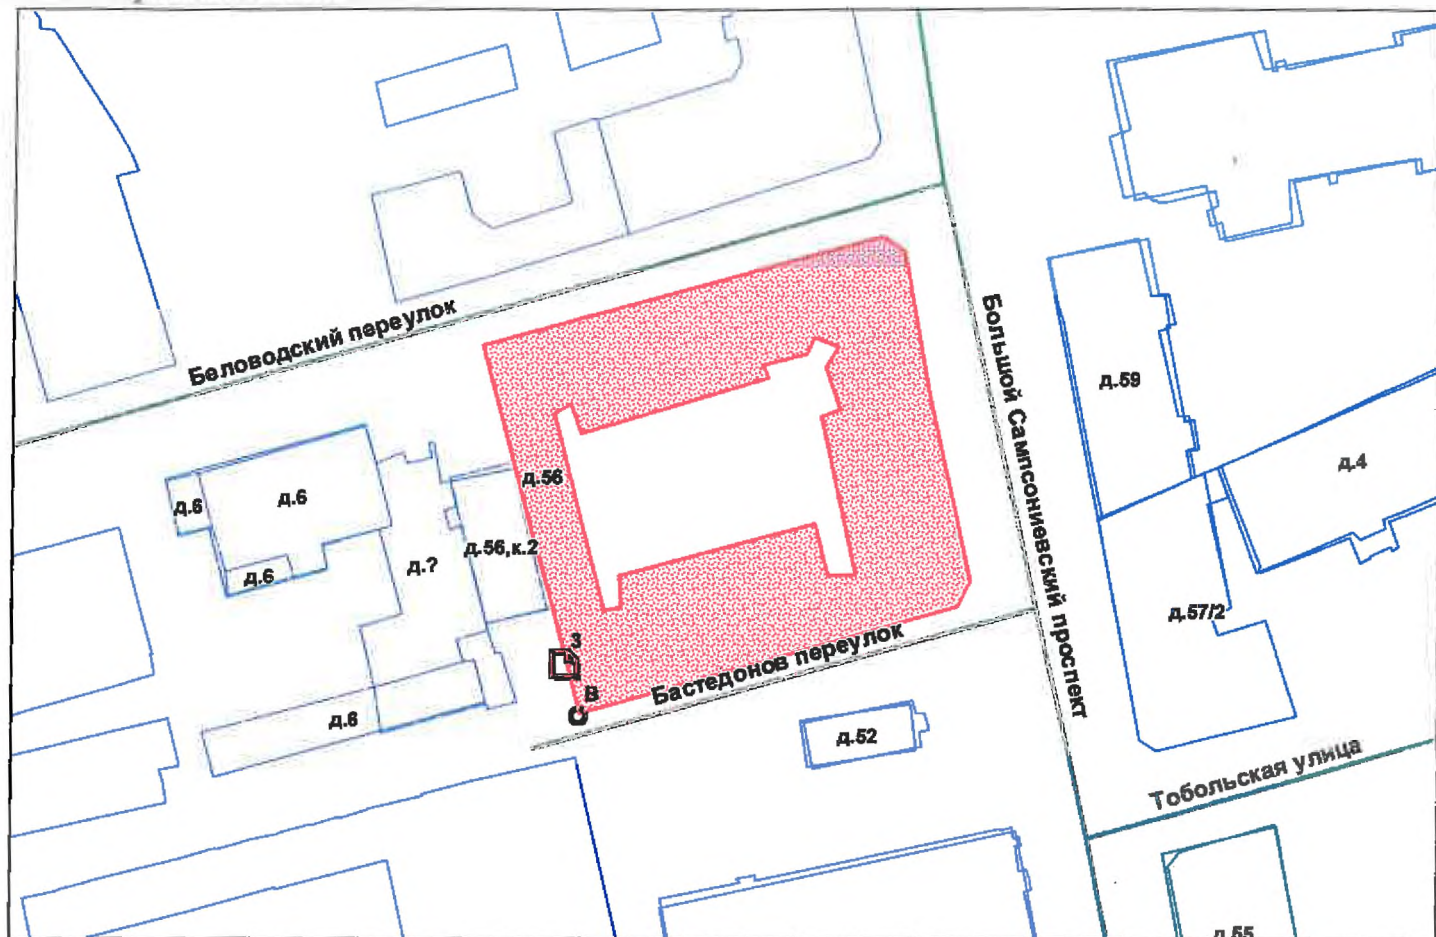 Беловодский переулок
Большой Сампсониевский проспект
д.59
д.4
д.56
д.6
д.6
д.56,к.2
д.?
д.6
д.57/2
3
Бастедонов переулок
В
д.6
д.52
Тобольская улица
д.55